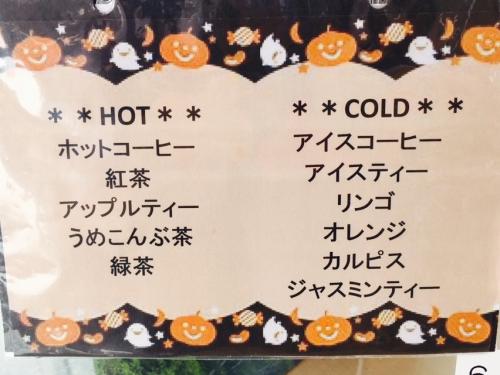 ＊＊HOT＊＊
ホットコーヒー
紅茶
アップルティー
うめこんぶ茶
緑茶
＊＊COLD＊＊
アイスコーヒー
アイスティー
リンゴ
オレンジ
カルピス
ジャスミンティー